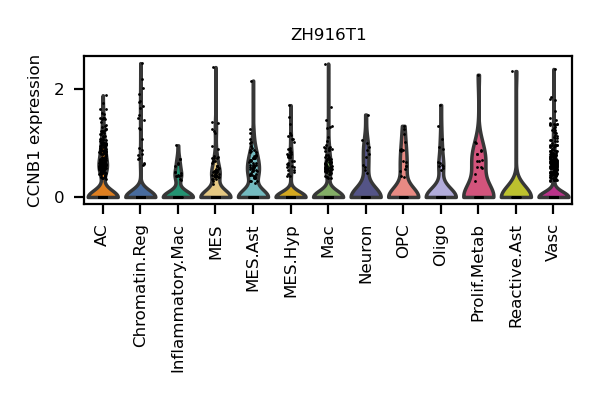 ZH916T1
CCNB1 expression
2
0
AC
Chromatin.Reg
Inflammatory.Mac
MES
MES.Ast
MES.Hyp
Mac
Neuron
OPC
Oligo
Prolif.Metab
Reactive.Ast
Vasc